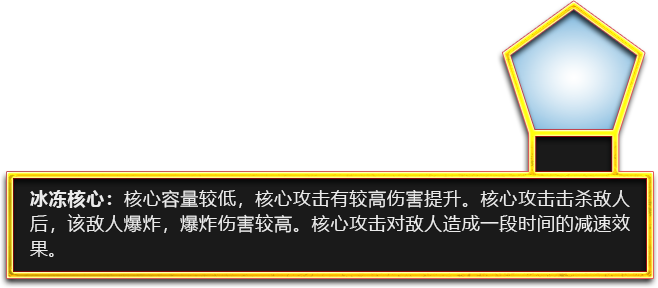 冰冻核心：核心容量较低，核心攻击有较高伤害提升。核心攻击击杀敌人
后，该敌人爆炸，爆炸伤害较高。核心攻击对敌人造成一段时间的减速效
果。